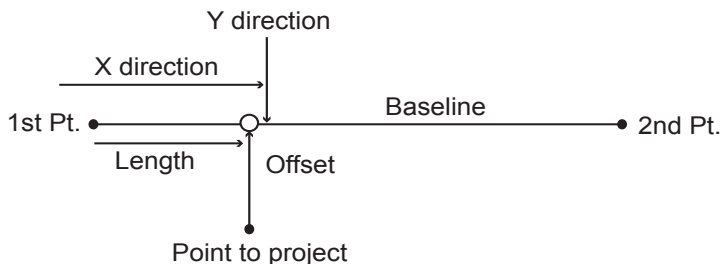 Y direction
X direction
Baseline
1st Pt.
2nd Pt.
Length
Offset
Point to project